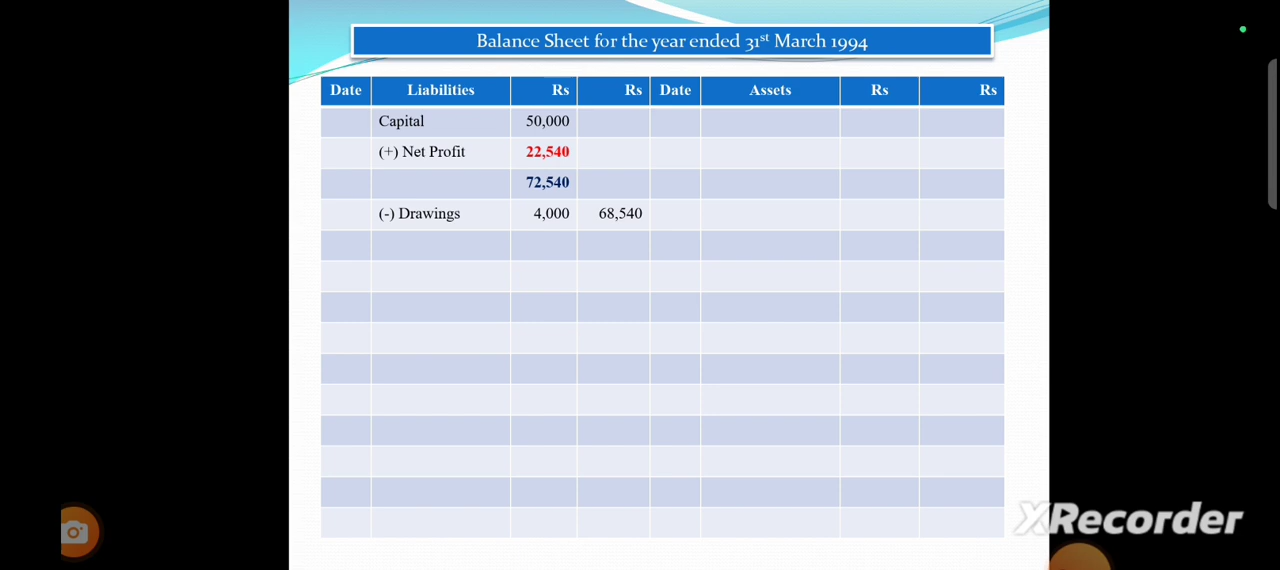 Balance Sheet for the year ended 31st March 1994
Date Liabilities Rs Rs Date Assets Rs Rs
Capital 50,000
(+) Net Profit 22,540
72,540
(-) Drawings 4,000 68,540
XRecorder